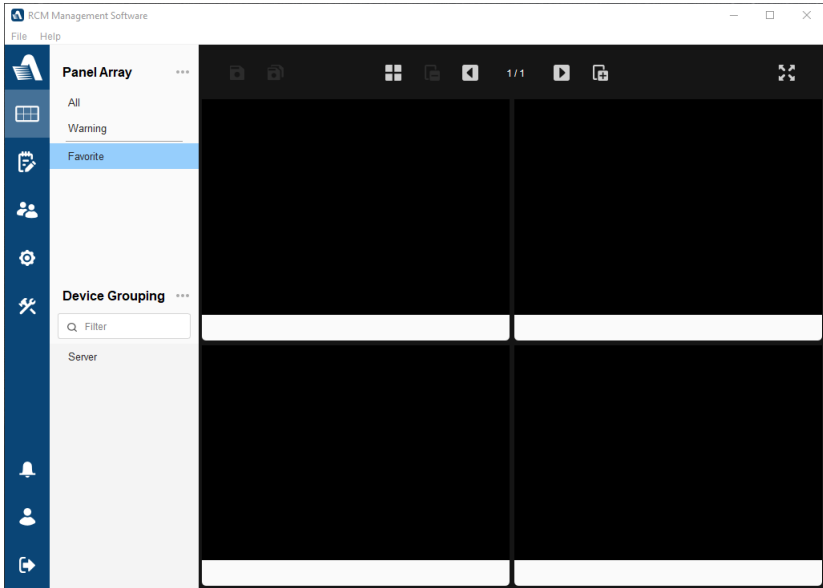 RCM Management Software
File Help
Panel Array
All
Warning
Favorite
Device Grouping
Filter
Server
1/1